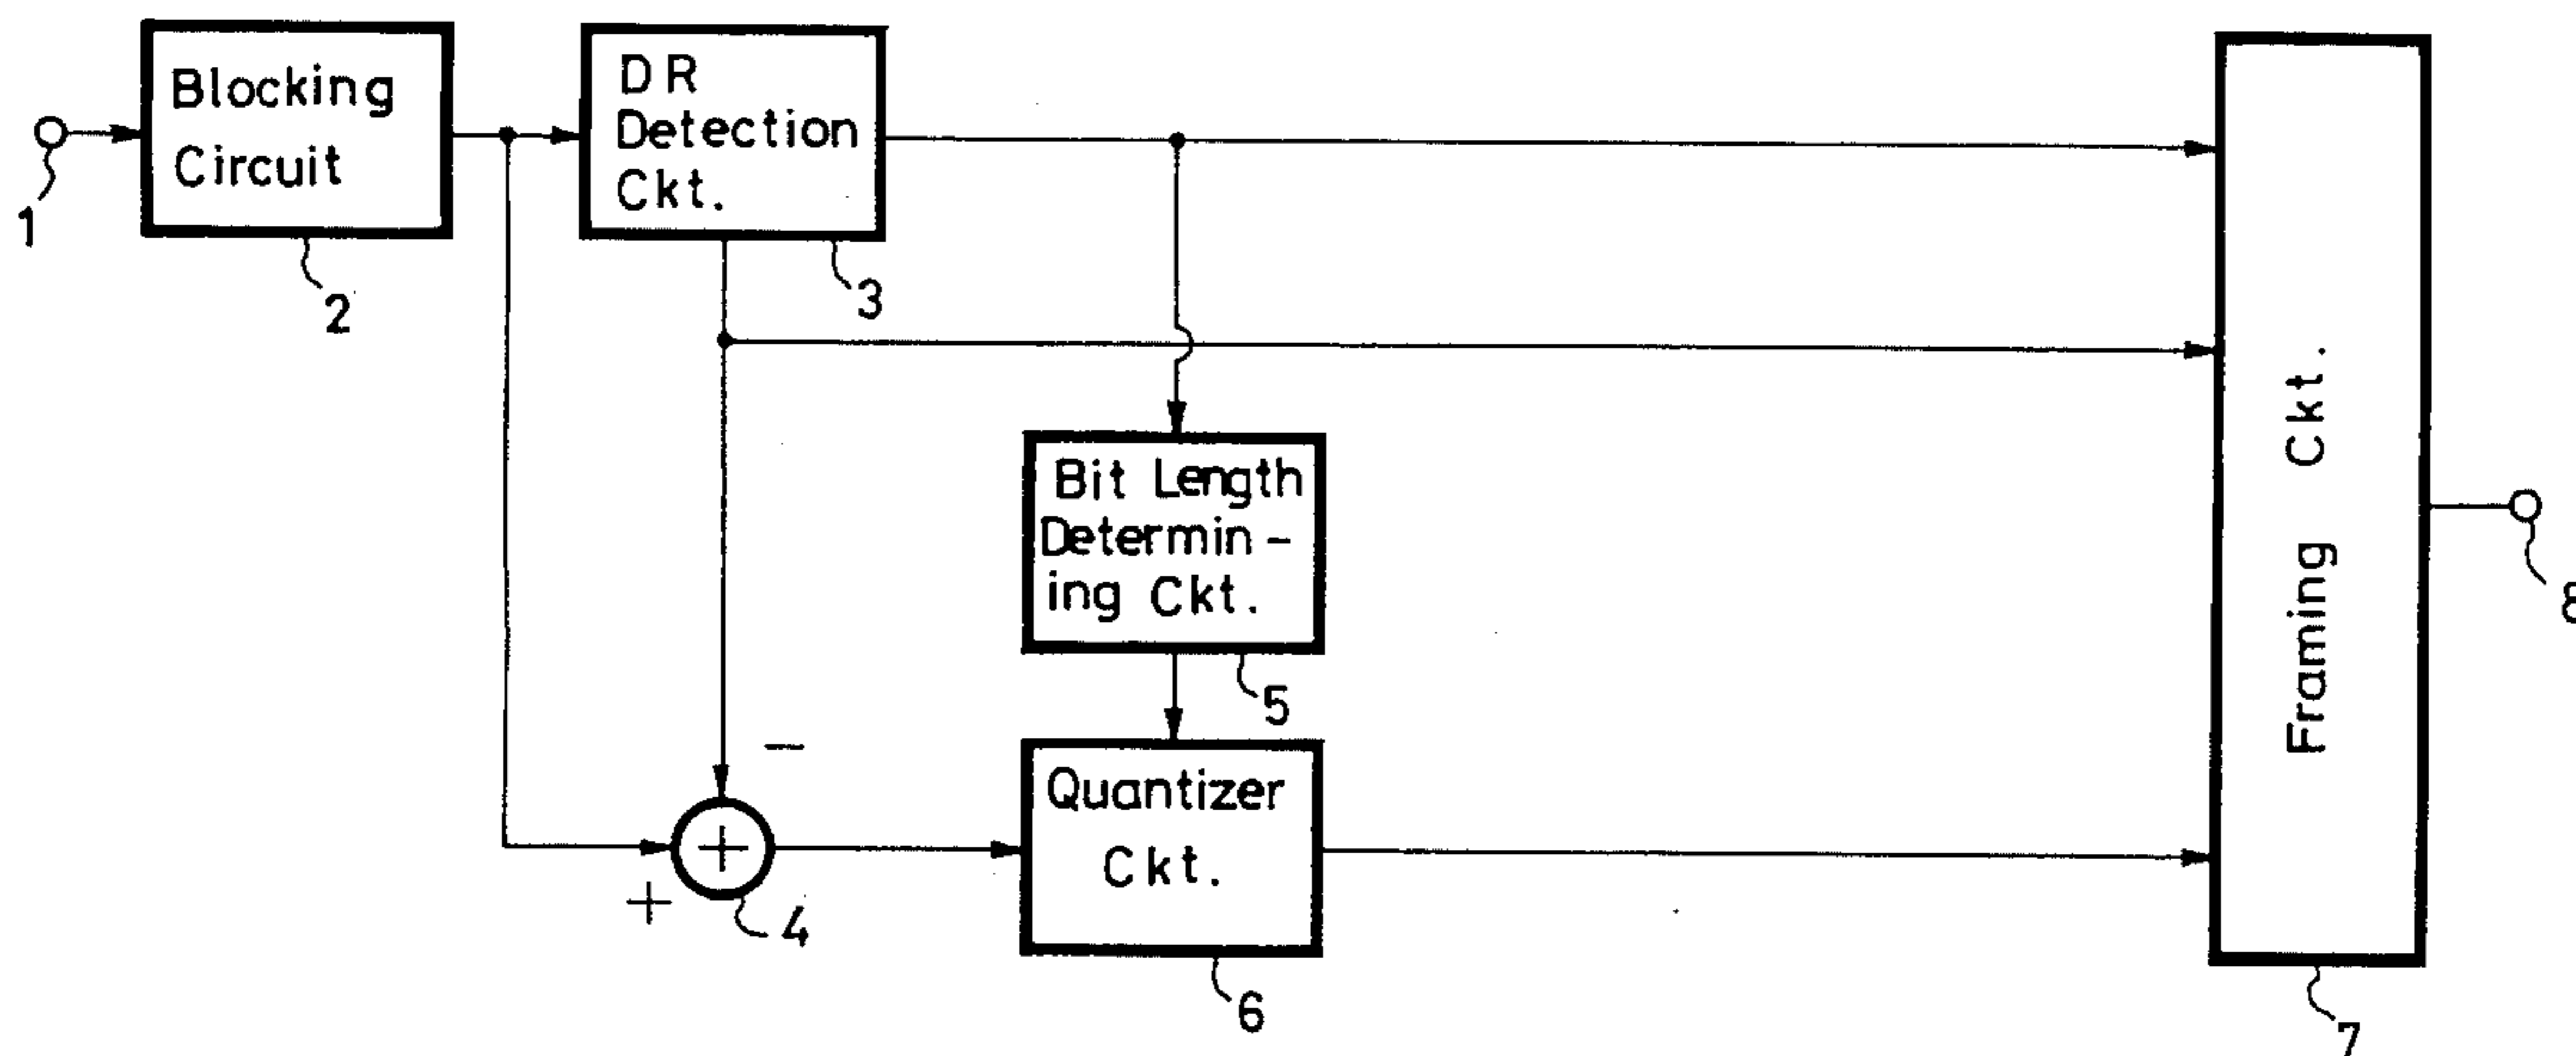 Blocking
Circuit
DR
Detection
Ckt.
1
2
3
Bit Length
Determin-
ing Ckt.
5
Framing Ckt.
8
-
+
+
4
Quantizer
Ckt.
6
7